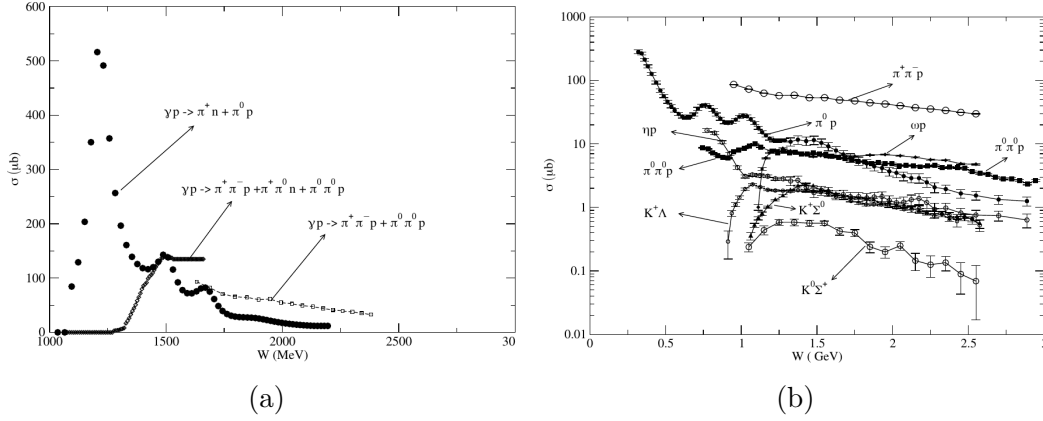 600
500
400
300
200
100
0
1000
1500
2000
2500
30
σ (μb)
W (MeV)
γp -> π⁺n + π⁰p
γp -> π⁺π⁻p + π⁺π⁰n + π⁰π⁰p
γp -> π⁺π⁻p + π⁰π⁰p
(a)
1000
100
10
1
0.1
0.01
0
0.5
1
1.5
2
2.5
3
σ (μb)
W (GeV)
π⁺π⁻p
π⁰p
ηp
ωp
π⁰π⁰p
π⁰π⁰p
K⁺Λ
K⁺Σ⁰
K⁰Σ⁺
(b)